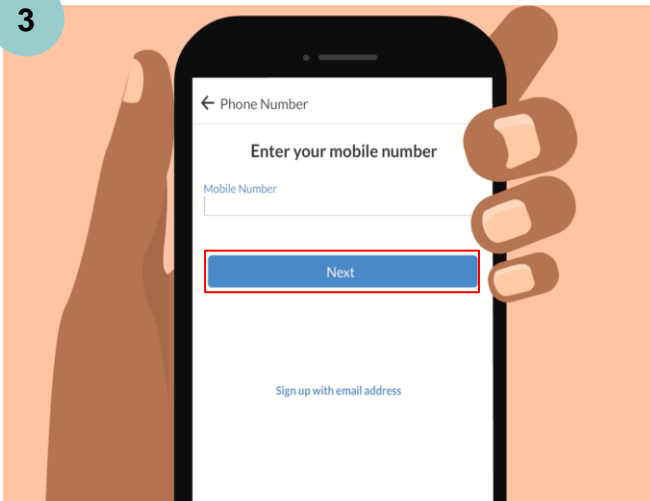 3
Phone Number
Enter your mobile number
Mobile Number
Next
Sign up with email address